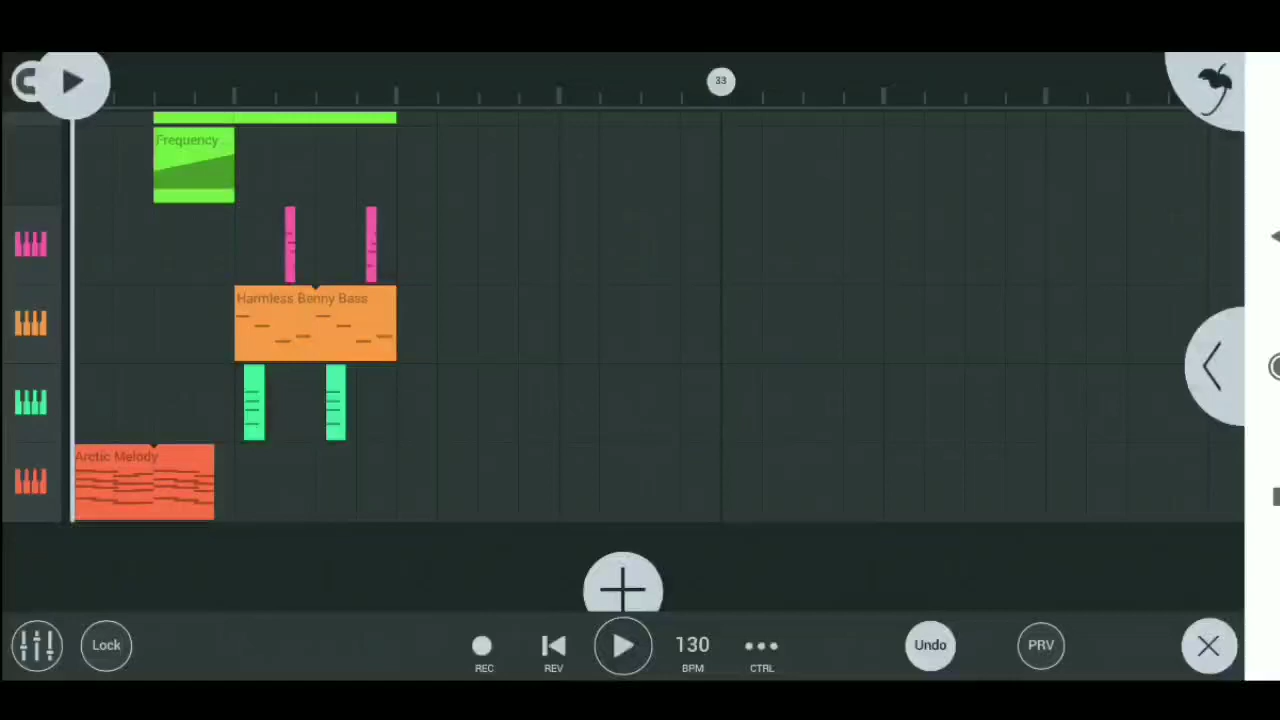 33
Frequency
Harmless Benny Bass
Arctic Melody
Lock
REC
REV
130
BPM
CTRL
Undo
PRV